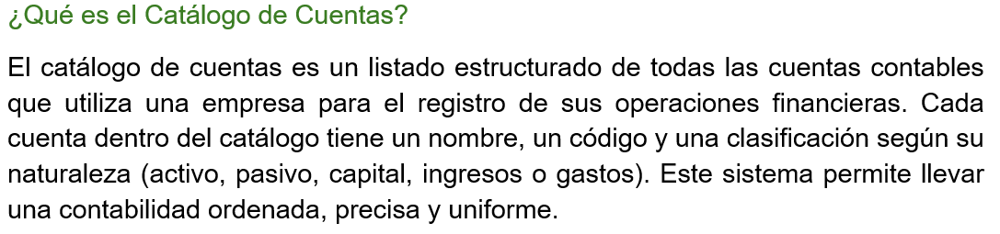 ¿Qué es el Catálogo de Cuentas?
El catálogo de cuentas es un listado estructurado de todas las cuentas contables
que utiliza una empresa para el registro de sus operaciones financieras. Cada
cuenta dentro del catálogo tiene un nombre, un código y una clasificación según su
naturaleza (activo, pasivo, capital, ingresos o gastos). Este sistema permite llevar
una contabilidad ordenada, precisa y uniforme.